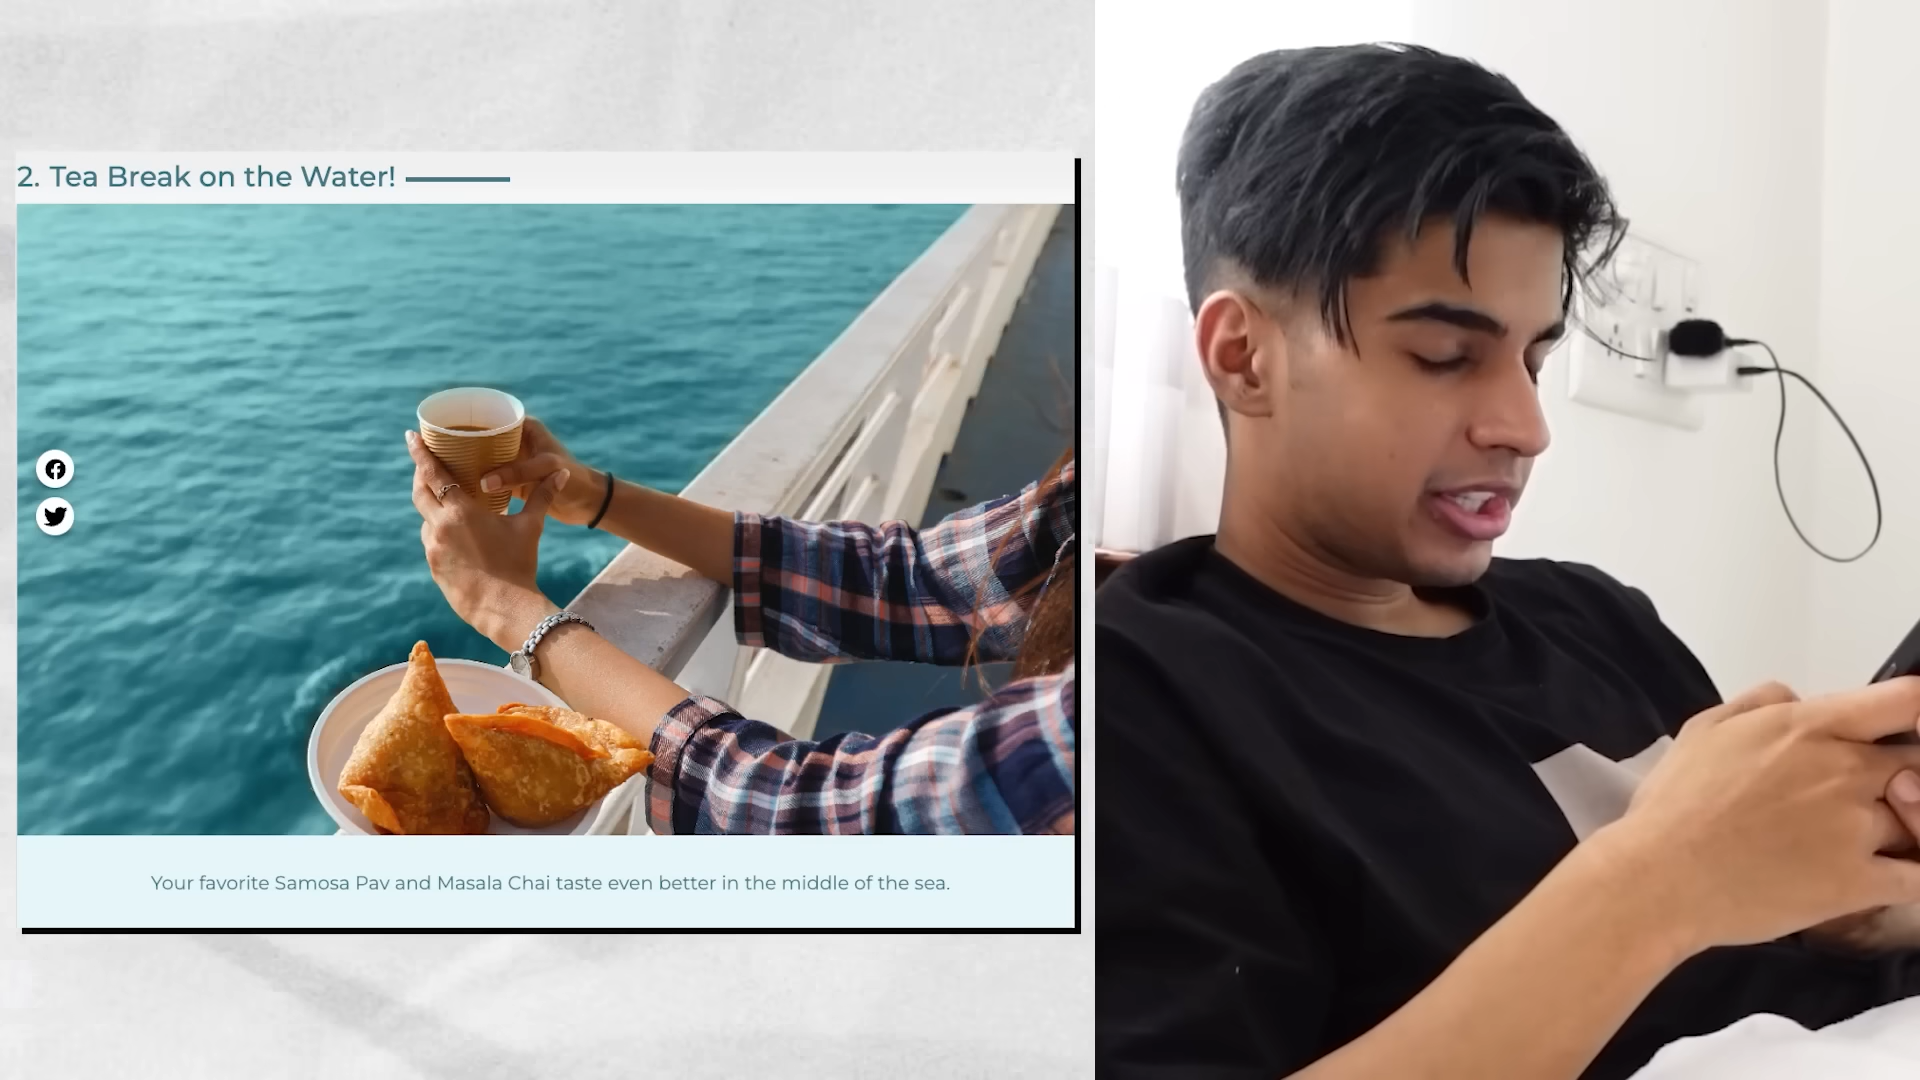 2. Tea Break on the Water!
Your favorite Samosa Pav and Masala Chai taste even better in the middle of the sea.